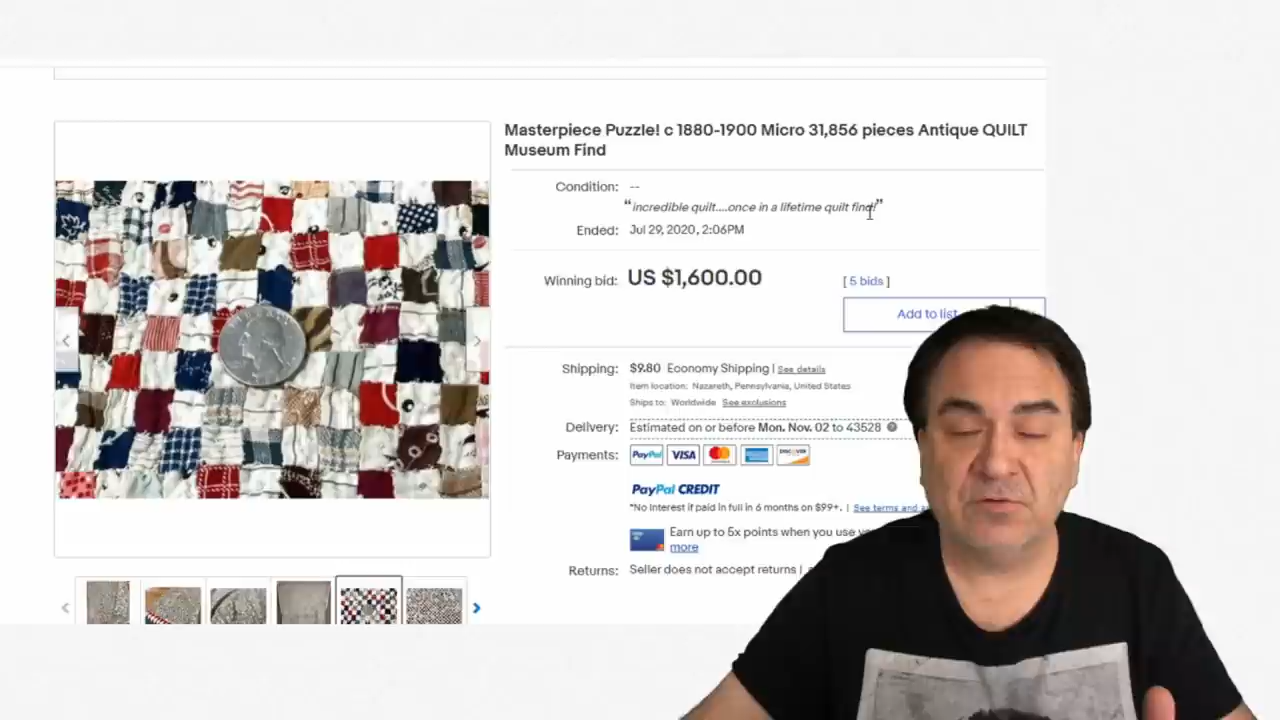 Masterpiece Puzzle! c 1880-1900 Micro 31,856 pieces Antique QUILT
Museum Find
Condition: --
“incredible quilt....once in a lifetime quilt find!”
Ended: Jul 29, 2020, 2:06PM
Winning bid: US $1,600.00 [ 5 bids ]
Add to list
Shipping: $9.80 Economy Shipping | See details
Item location: Nazareth, Pennsylvania, United States
Ships to: Worldwide See exclusions
Delivery: Estimated on or before Mon. Nov. 02 to 43528
Payments: PayPal VISA
DISCOVER
PayPal CREDIT
*No Interest if paid in full in 6 months on $99+. | See terms and
Earn up to 5x points when you use
more
Returns: Seller does not accept returns |